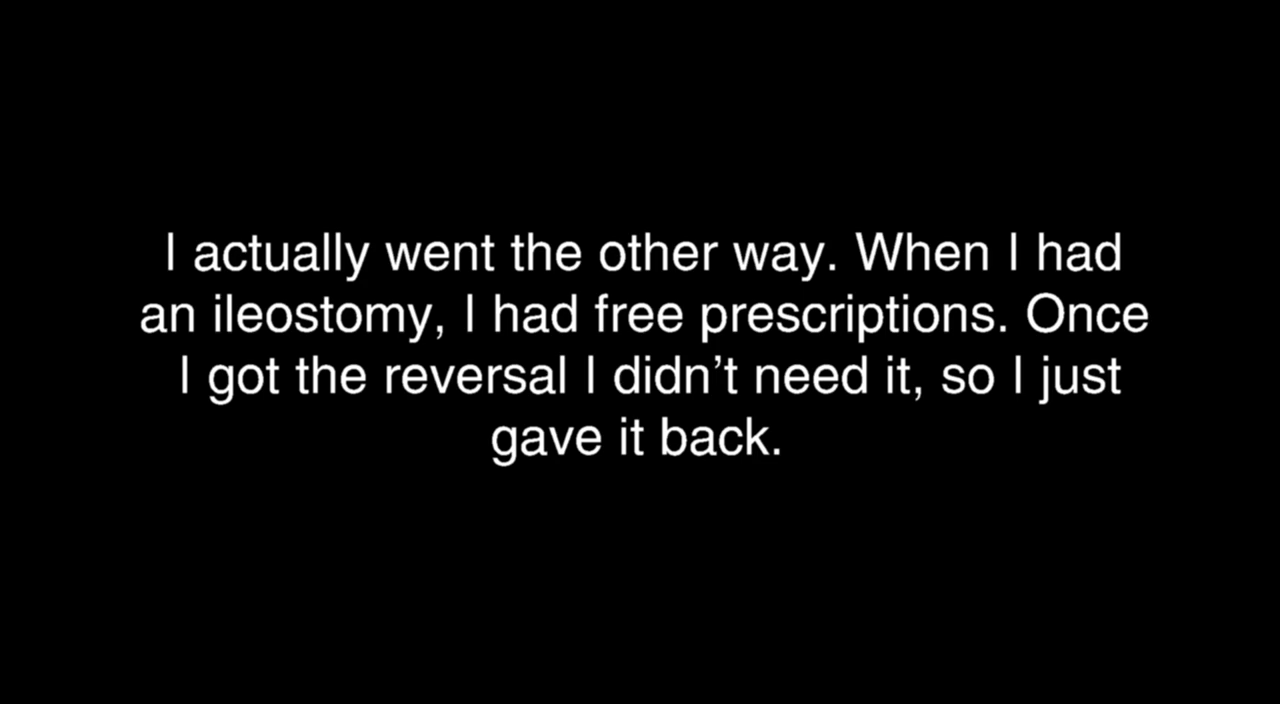 I actually went the other way. When I had
an ileostomy, I had free prescriptions. Once
I got the reversal I didn’t need it, so I just
gave it back.